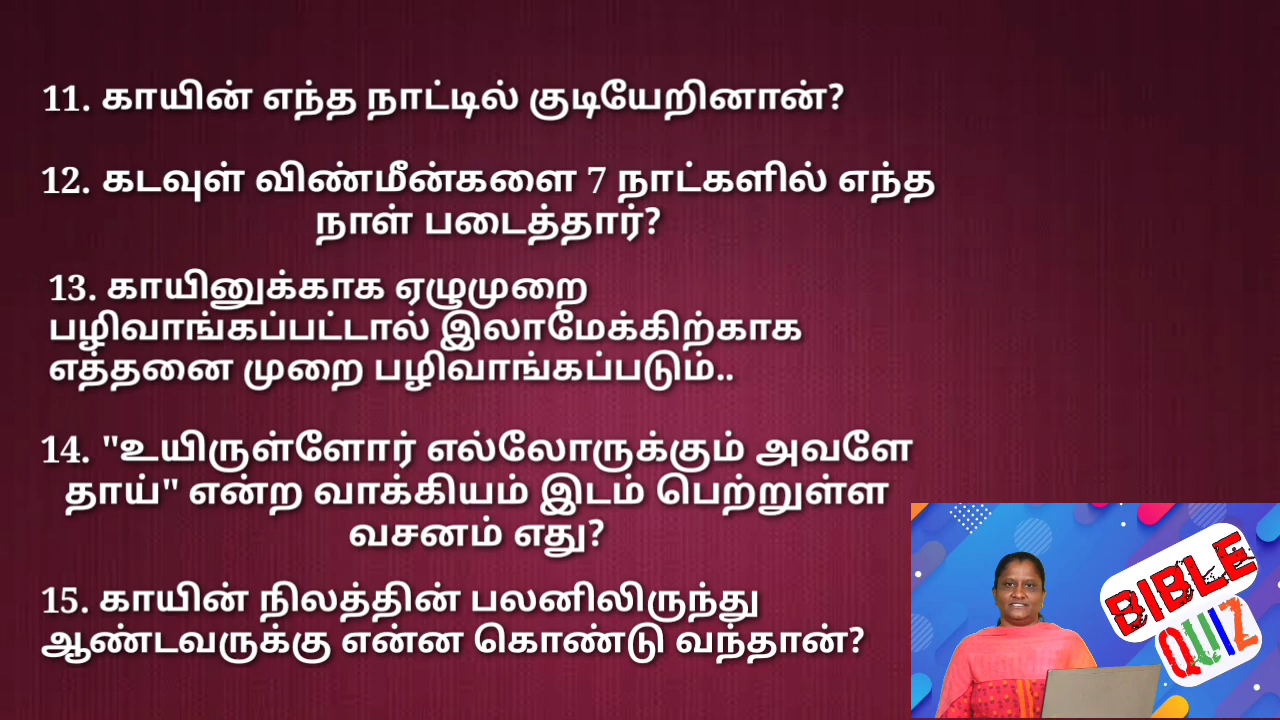 11. காயின் எந்த நாட்டில் குடியேறினான்?
12. கடவுள் விண்மீன்களை 7 நாட்களில் எந்த
நாள் படைத்தார்?
13. காயினுக்காக ஏழுமுறை
பழிவாங்கப்பட்டால் இலாமேக்கிற்காக
எத்தனை முறை பழிவாங்கப்படும்..
14. "உயிருள்ளோர் எல்லோருக்கும் அவளே
தாய்" என்ற வாக்கியம் இடம் பெற்றுள்ள
வசனம் எது?
15. காயின் நிலத்தின் பலனிலிருந்து
ஆண்டவருக்கு என்ன கொண்டு வந்தான்?
BIBLE
QUIZ